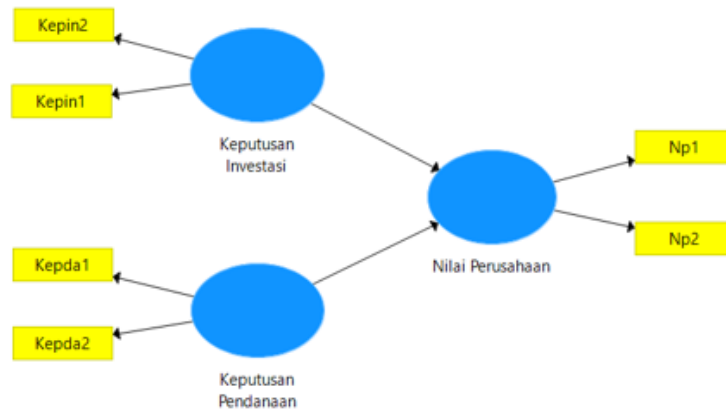 Kepin2
Kepin1
Keputusan
Investasi
Np1
Np2
Nilai Perusahaan
Kepda1
Kepda2
Keputusan
Pendanaan